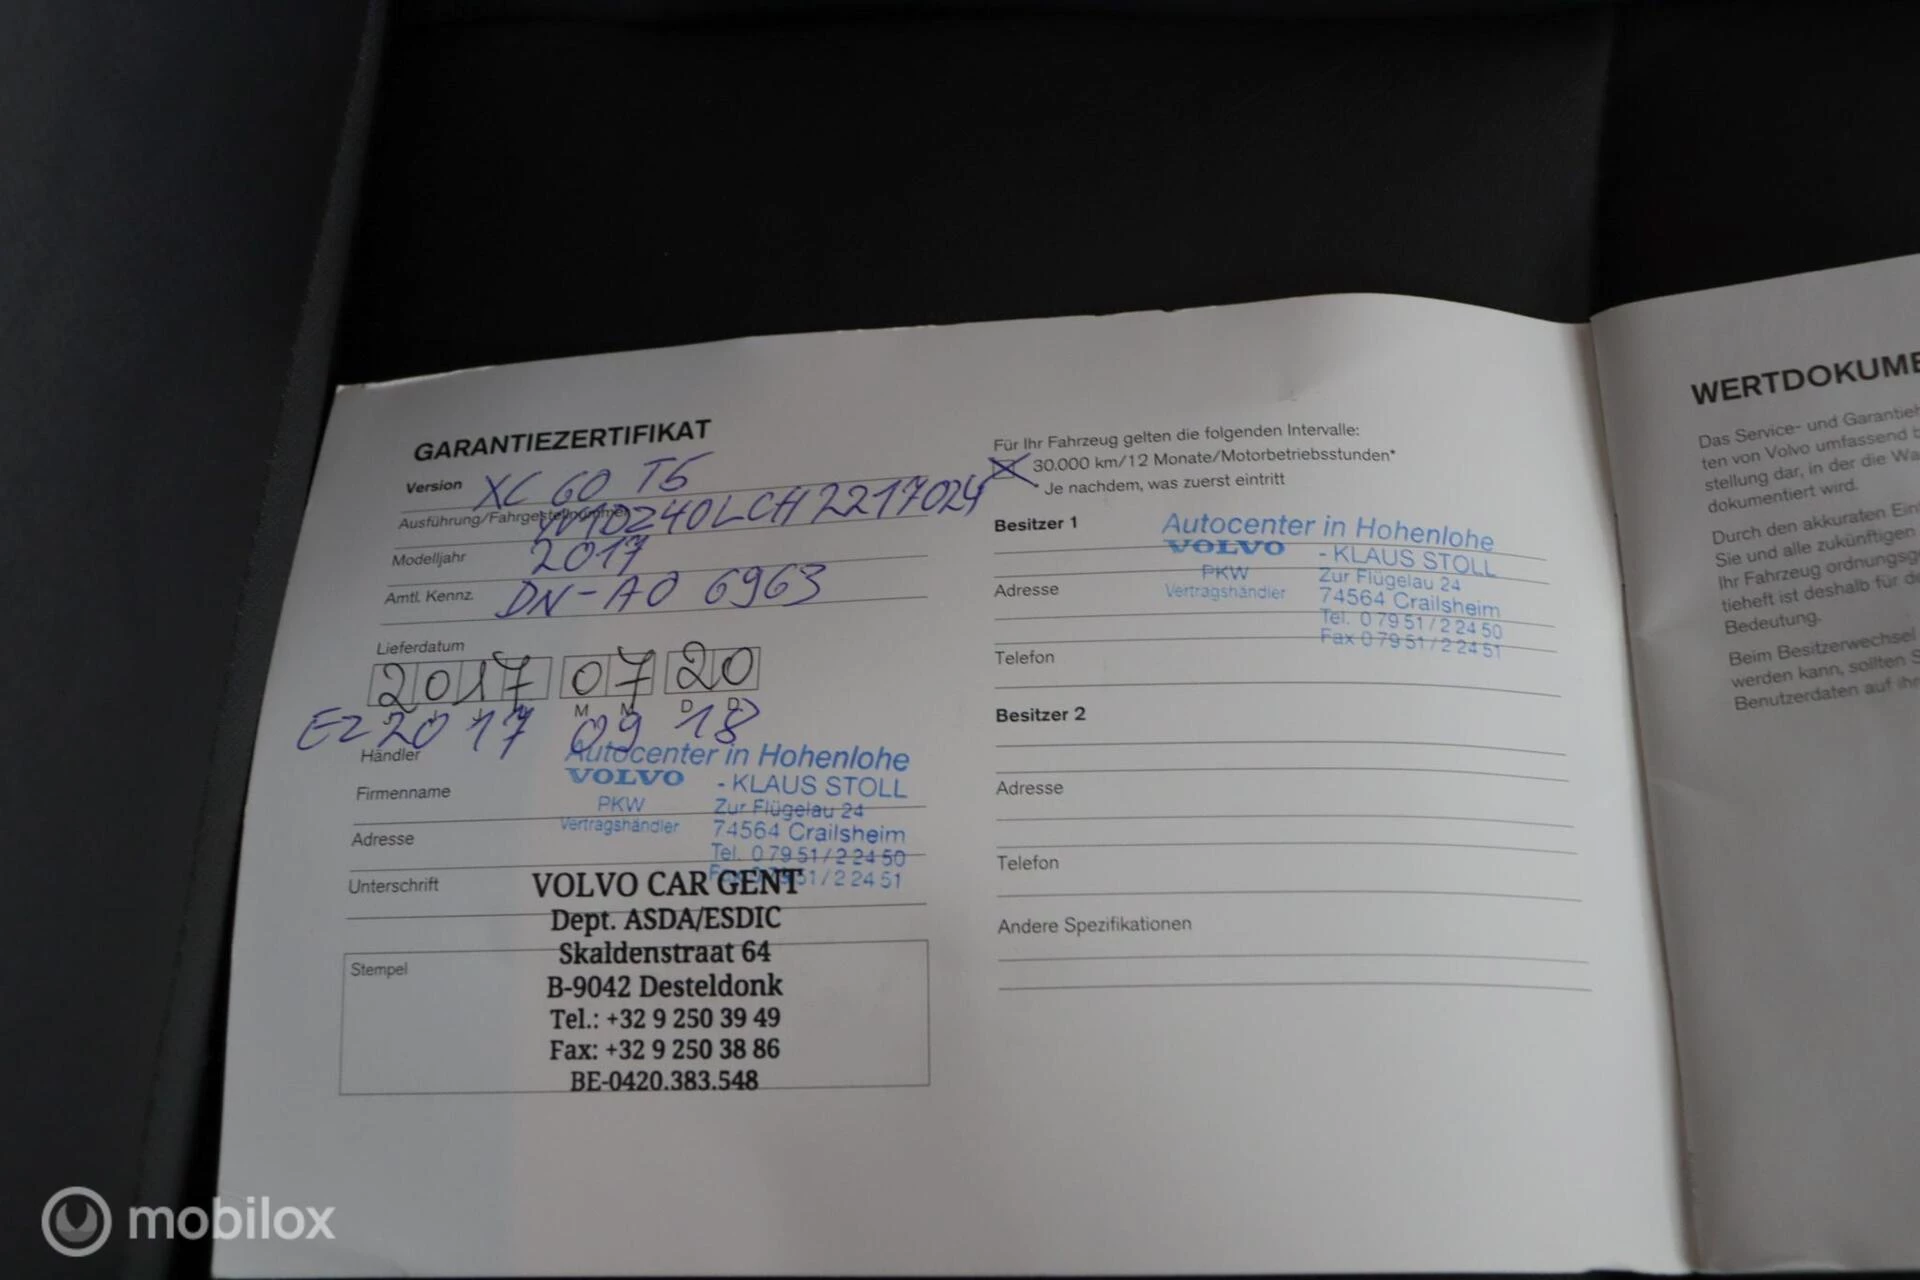 GARANTIEZERTIFIKAT
Version XC 60 T5
Ausführung/Fahrgestellnummer YV1DZ40LCH2217024
Modelljahr 2017
Amtl. Kennz. DN-AO 6963
Lieferdatum
2017 07 20
M M D D
EZ 2017 09 18
Händler
Autocenter in Hohenlohe
VOLVO - KLAUS STOLL
Firmenname
PKW Zur Flügelau 24
Vertragshändler 74564 Crailsheim
Adresse
Tel. 0 79 51 / 2 24 50
Fax 0 79 51 / 2 24 51
Unterschrift
VOLVO CAR GENT
Dept. ASDA/ESDIC
Skaldenstraat 64
Stempel
B-9042 Desteldonk
Tel.: +32 9 250 39 49
Fax: +32 9 250 38 86
BE-0420.383.548
Für Ihr Fahrzeug gelten die folgenden Intervalle:
30.000 km/12 Monate/Motorbetriebsstunden*
* Je nachdem, was zuerst eintritt
Besitzer 1
Autocenter in Hohenlohe
VOLVO - KLAUS STOLL
PKW Zur Flügelau 24
Vertragshändler 74564 Crailsheim
Adresse
Tel. 0 79 51 / 2 24 50
Fax 0 79 51 / 2 24 51
Telefon
Besitzer 2
Adresse
Telefon
Andere Spezifikationen
WERTDOKUME
Das Service- und Garantieh
ten von Volvo umfassend b
stellung dar, in der die Wa
dokumentiert wird.
Durch den akkuraten Ein
Sie und alle zukünftigen
Ihr Fahrzeug ordnungsg
tieheft ist deshalb für d
Bedeutung.
Beim Besitzerwechsel
werden kann, sollten S
Benutzerdaten auf ihr
mobilox